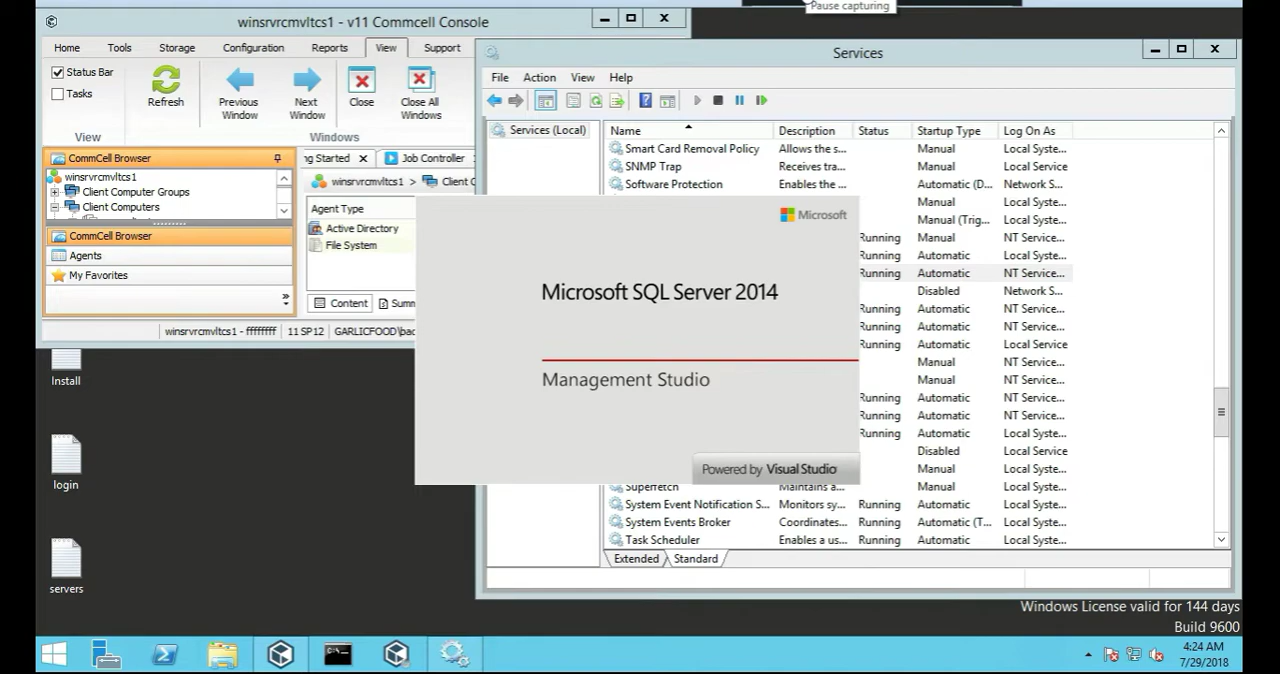 Pause capturing
winsrvrcmvltcs1 - v11 Commcell Console
Home Tools Storage Configuration Reports View Support
Status Bar
Tasks
Refresh
Previous Window
Next Window
Close
Close All Windows
View
Windows
CommCell Browser
winsrvrcmvltcs1
Client Computer Groups
Client Computers
CommCell Browser
Agents
My Favorites
»
ng Started Job Controller
winsrvrcmvltcs1 > Client C
Agent Type
Active Directory
File System
Content Summ
winsrvrcmvltcs1 - ffffffff 11 SP12 GARLICFOOD\bac
Services
File Action View Help
Services (Local)
Name Description Status Startup Type Log On As
Smart Card Removal Policy Allows the s... Manual Local Syste...
SNMP Trap Receives tra... Manual Local Service
Software Protection Enables the ... Automatic (D... Network S...
Manual Local Syste...
Manual (Trig... Local Syste...
Running Manual NT Service...
Running Automatic Local Syste...
Running Automatic NT Service...
Disabled Network S...
Running Automatic NT Service...
Running Automatic NT Service...
Running Automatic Local Service
Manual NT Service...
Manual NT Service...
Running Automatic NT Service...
Running Automatic NT Service...
Running Automatic Local Syste...
Disabled Local Service
Manual Local Syste...
Superfetch Maintains a... Manual Local Syste...
System Event Notification S... Monitors sy... Running Automatic Local Syste...
System Events Broker Coordinates... Running Automatic (T... Local Syste...
Task Scheduler Enables a us... Running Automatic Local Syste...
Extended Standard
Microsoft
Microsoft SQL Server 2014
Management Studio
Powered by Visual Studio
Install
login
servers
Windows License valid for 144 days
Build 9600
4:24 AM
7/29/2018